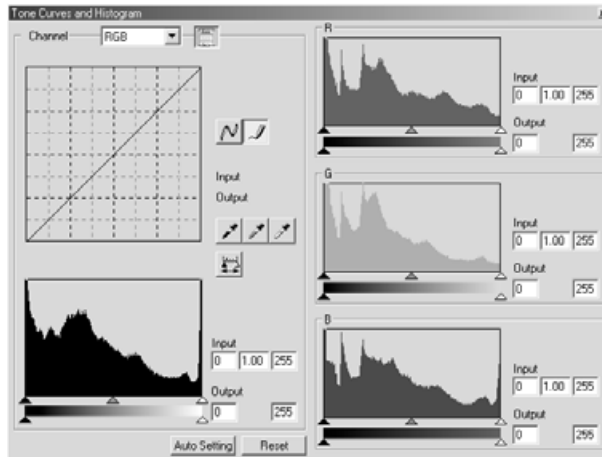 Tone Curves and Histogram
Channel RGB
Input
Output
Input
0 1.00 255
Output
0 255
Auto Setting Reset
R
Input
0 1.00 255
Output
0 255
G
Input
0 1.00 255
Output
0 255
B
Input
0 1.00 255
Output
0 255